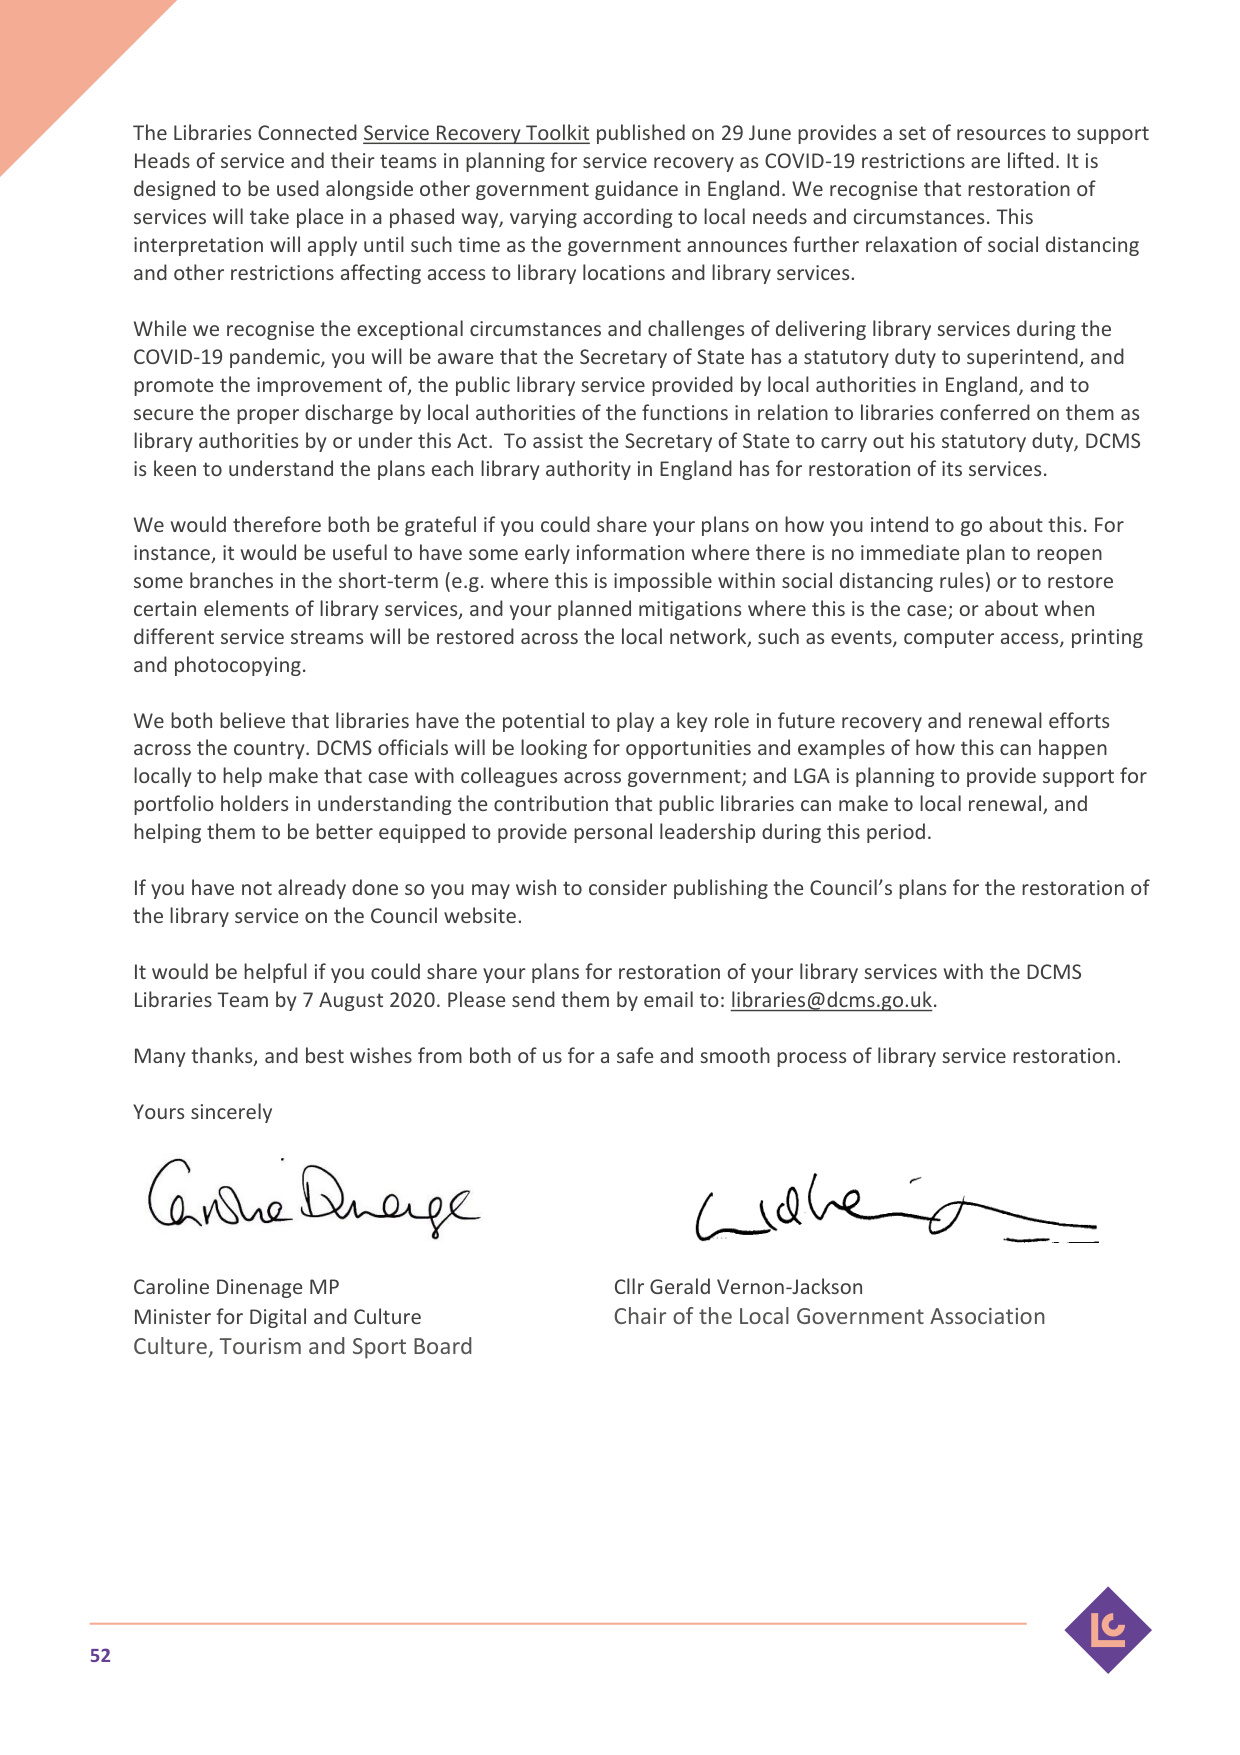 The Libraries Connected Service Recovery Toolkit published on 29 June provides a set of resources to support
Heads of service and their teams in planning for service recovery as COVID-19 restrictions are lifted. It is
designed to be used alongside other government guidance in England. We recognise that restoration of
services will take place in a phased way, varying according to local needs and circumstances. This
interpretation will apply until such time as the government announces further relaxation of social distancing
and other restrictions affecting access to library locations and library services.
While we recognise the exceptional circumstances and challenges of delivering library services during the
COVID-19 pandemic, you will be aware that the Secretary of State has a statutory duty to superintend, and
promote the improvement of, the public library service provided by local authorities in England, and to
secure the proper discharge by local authorities of the functions in relation to libraries conferred on them as
library authorities by or under this Act.  To assist the Secretary of State to carry out his statutory duty, DCMS
is keen to understand the plans each library authority in England has for restoration of its services.
We would therefore both be grateful if you could share your plans on how you intend to go about this. For
instance, it would be useful to have some early information where there is no immediate plan to reopen
some branches in the short-term (e.g. where this is impossible within social distancing rules) or to restore
certain elements of library services, and your planned mitigations where this is the case; or about when
different service streams will be restored across the local network, such as events, computer access, printing
and photocopying.
We both believe that libraries have the potential to play a key role in future recovery and renewal efforts
across the country. DCMS officials will be looking for opportunities and examples of how this can happen
locally to help make that case with colleagues across government; and LGA is planning to provide support for
portfolio holders in understanding the contribution that public libraries can make to local renewal, and
helping them to be better equipped to provide personal leadership during this period.
If you have not already done so you may wish to consider publishing the Council’s plans for the restoration of
the library service on the Council website.
It would be helpful if you could share your plans for restoration of your library services with the DCMS
Libraries Team by 7 August 2020. Please send them by email to: libraries@dcms.go.uk.
Many thanks, and best wishes from both of us for a safe and smooth process of library service restoration.
Yours sincerely
Caroline Dinenage
Caroline Dinenage MP
Minister for Digital and Culture
Culture, Tourism and Sport Board
Cllr Gerald Vernon-Jackson
Chair of the Local Government Association
52
LC